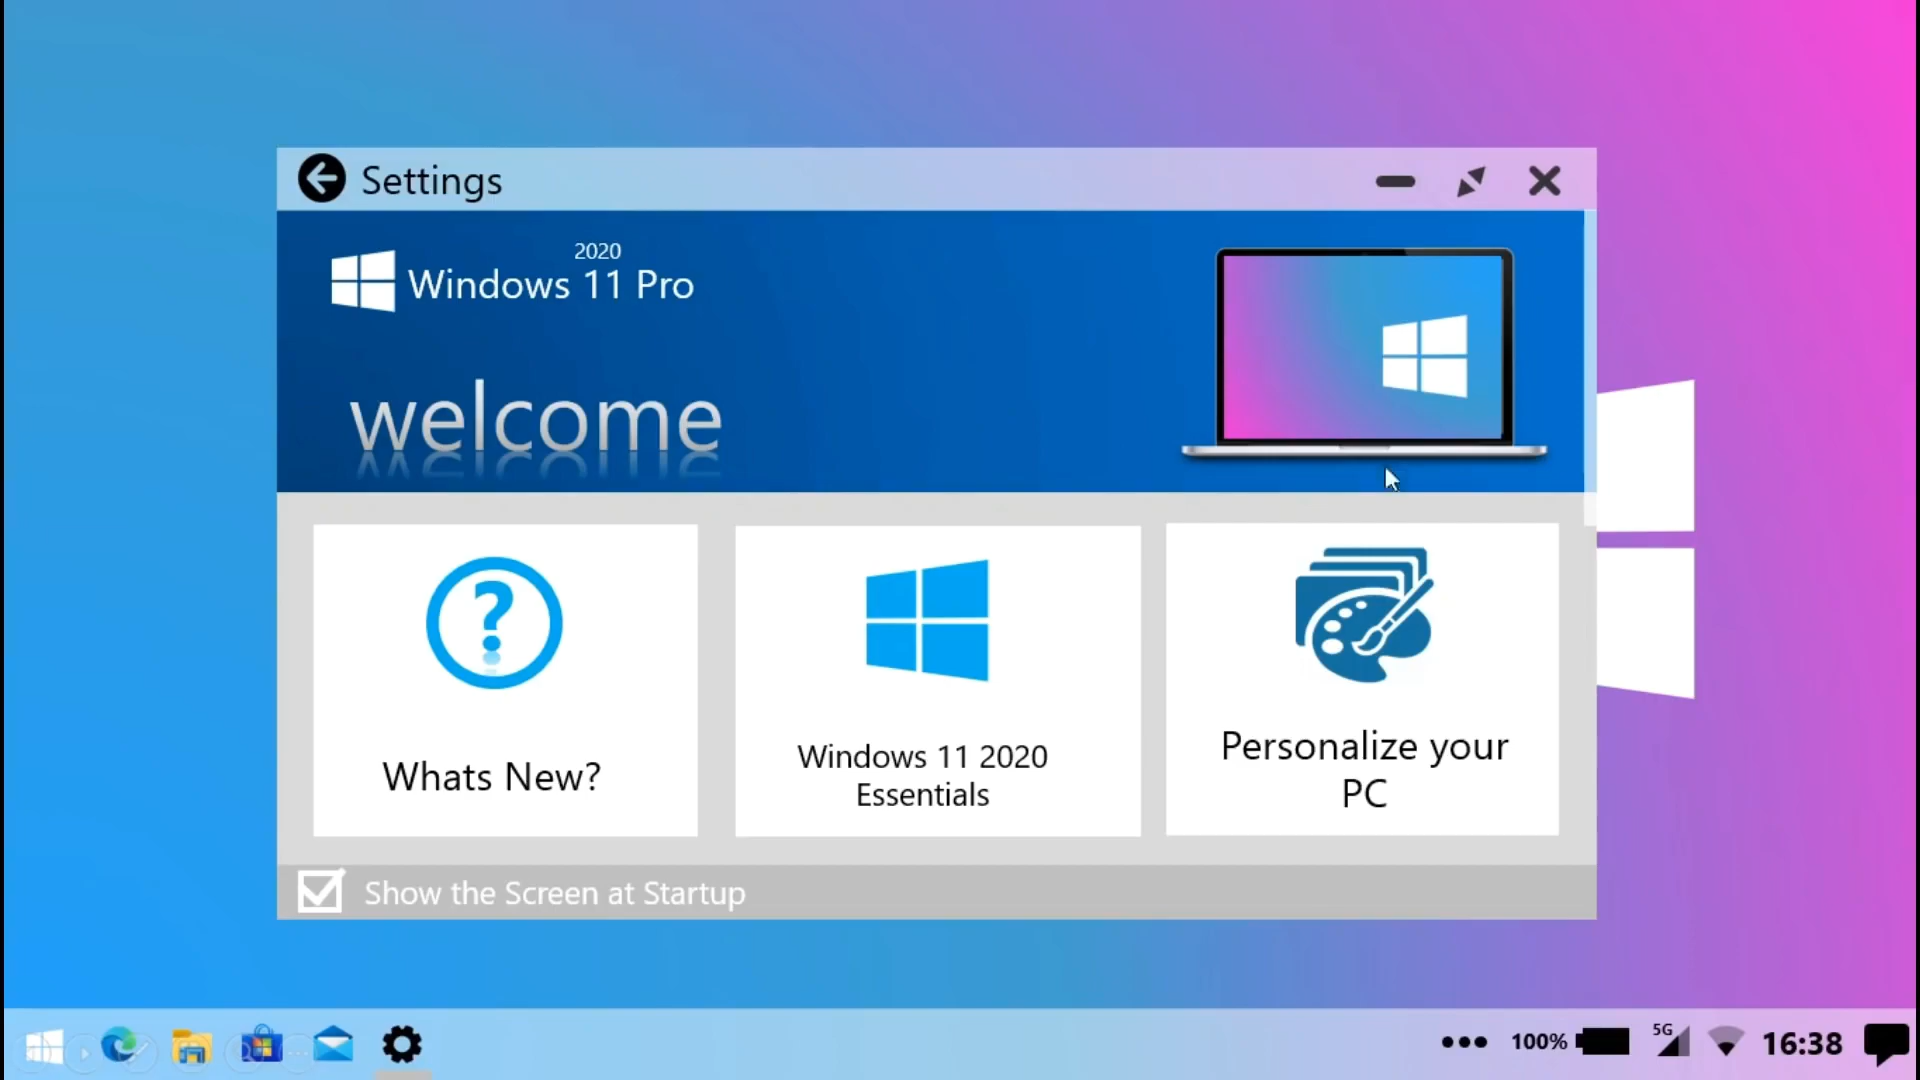 Settings
2020
Windows 11 Pro
welcome
Whats New?
Windows 11 2020
Essentials
Personalize your
PC
Show the Screen at Startup
100%
5G
16:38